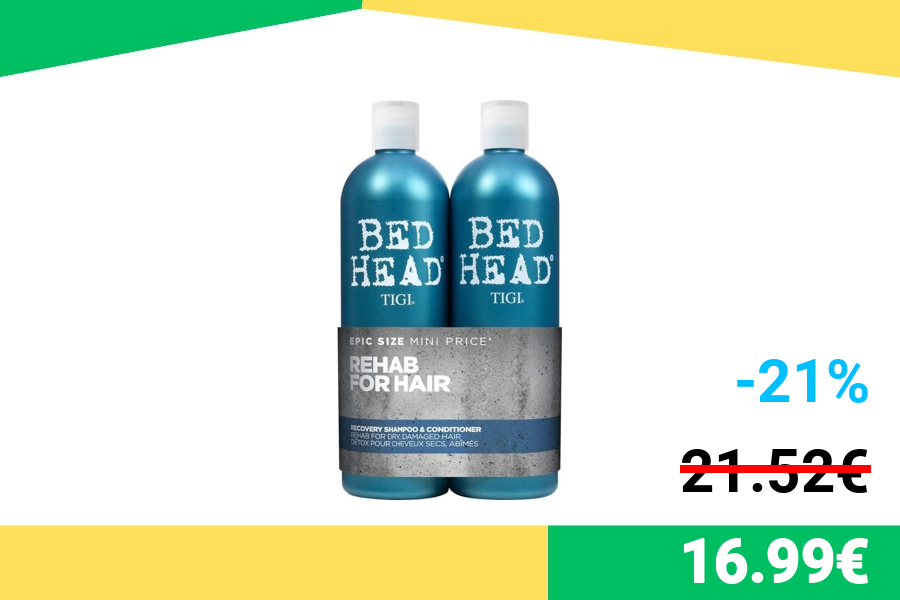 BED
HEAD®
TIGI®
BED
HEAD®
TIGI®
EPIC SIZE MINI PRICE*
REHAB
FOR HAIR
RECOVERY SHAMPOO & CONDITIONER
REHAB FOR DRY, DAMAGED HAIR
DÉTOX POUR CHEVEUX SECS, ABÎMÉS
-21%
21.52€
16.99€